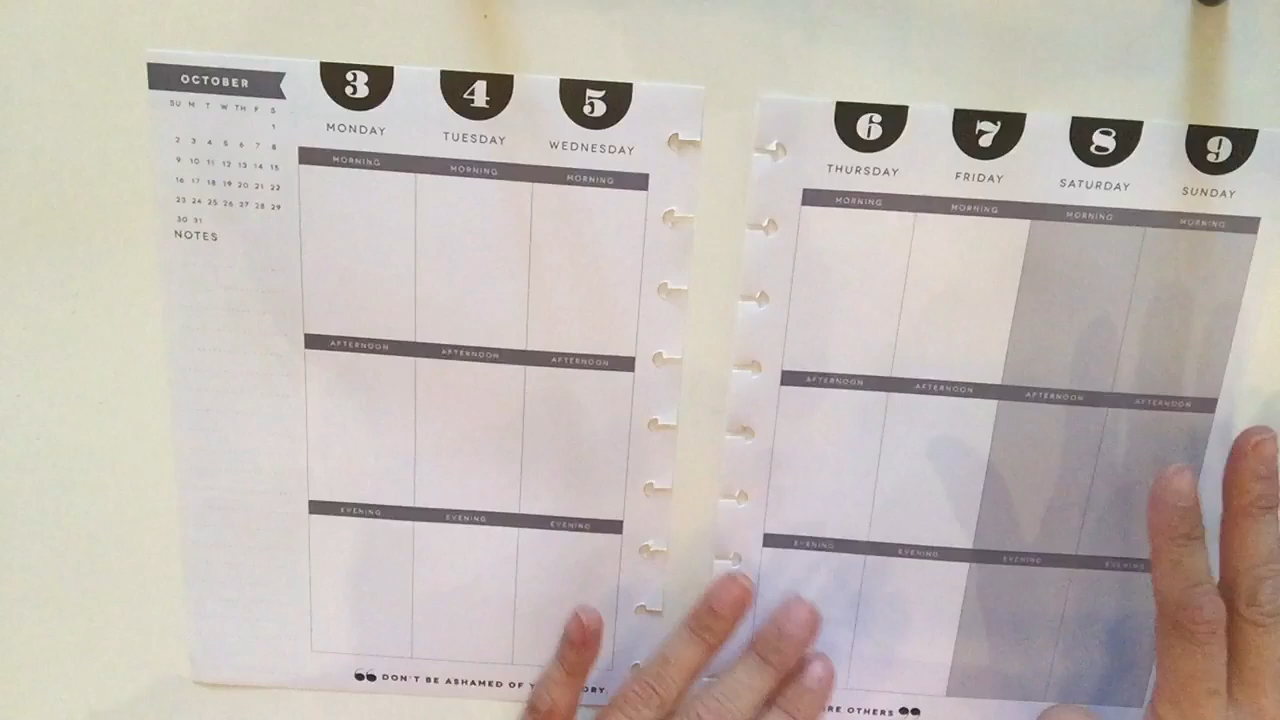 OCTOBER
SU M T W TH F S
1
2 3 4 5 6 7 8
9 10 11 12 13 14 15
16 17 18 19 20 21 22
23 24 25 26 27 28 29
30 31
NOTES
3 4 5
MONDAY TUESDAY WEDNESDAY
MORNING MORNING MORNING
AFTERNOON AFTERNOON AFTERNOON
EVENING EVENING EVENING
DON'T BE ASHAMED OF
6 7 8 9
THURSDAY FRIDAY SATURDAY SUNDAY
MORNING MORNING MORNING MORNING
AFTERNOON AFTERNOON AFTERNOON AFTERNOON
EVENING EVENING EVENING EVENING
OTHERS